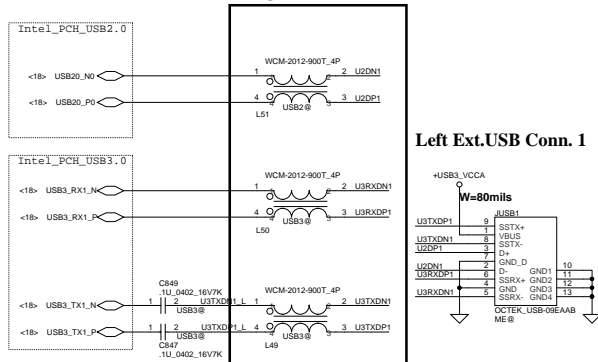 Intel_PCH_USB2.0
WCM-2012-900T_4P
<18> USB20_N0 1 2 U2DN1
<18> USB20_P0 4 3 U2DP1
USB2@
L51
Left Ext.USB Conn. 1
Intel_PCH_USB3.0
WCM-2012-900T_4P
<18> USB3_RX1_N 1 2 U3RXDN1
<18> USB3_RX1_P 4 3 U3RXDP1
USB3@
L50
+USB3_VCCA
W=80mils
JUSB1
U3TXDP1 9 SSTX+
1 VBUS
U3TXDN1 8 SSTX-
U2DP1 3 D+
7 GND_D
U2DN1 2 D- GND1 10
U3RXDP1 6 SSRX+ GND2 11
4 GND GND3 12
U3RXDN1 5 SSRX- GND4 13
OCTEK_USB-09EAAB
ME@
C849
.1U_0402_16V7K
WCM-2012-900T_4P
<18> USB3_TX1_N 1 2 U3TXDN1_L 1 2 U3TXDN1
USB3@
<18> USB3_TX1_P 1 2 U3TXDP1_L 4 3 U3TXDP1
USB3@ USB3@
C847 L49
.1U_0402_16V7K